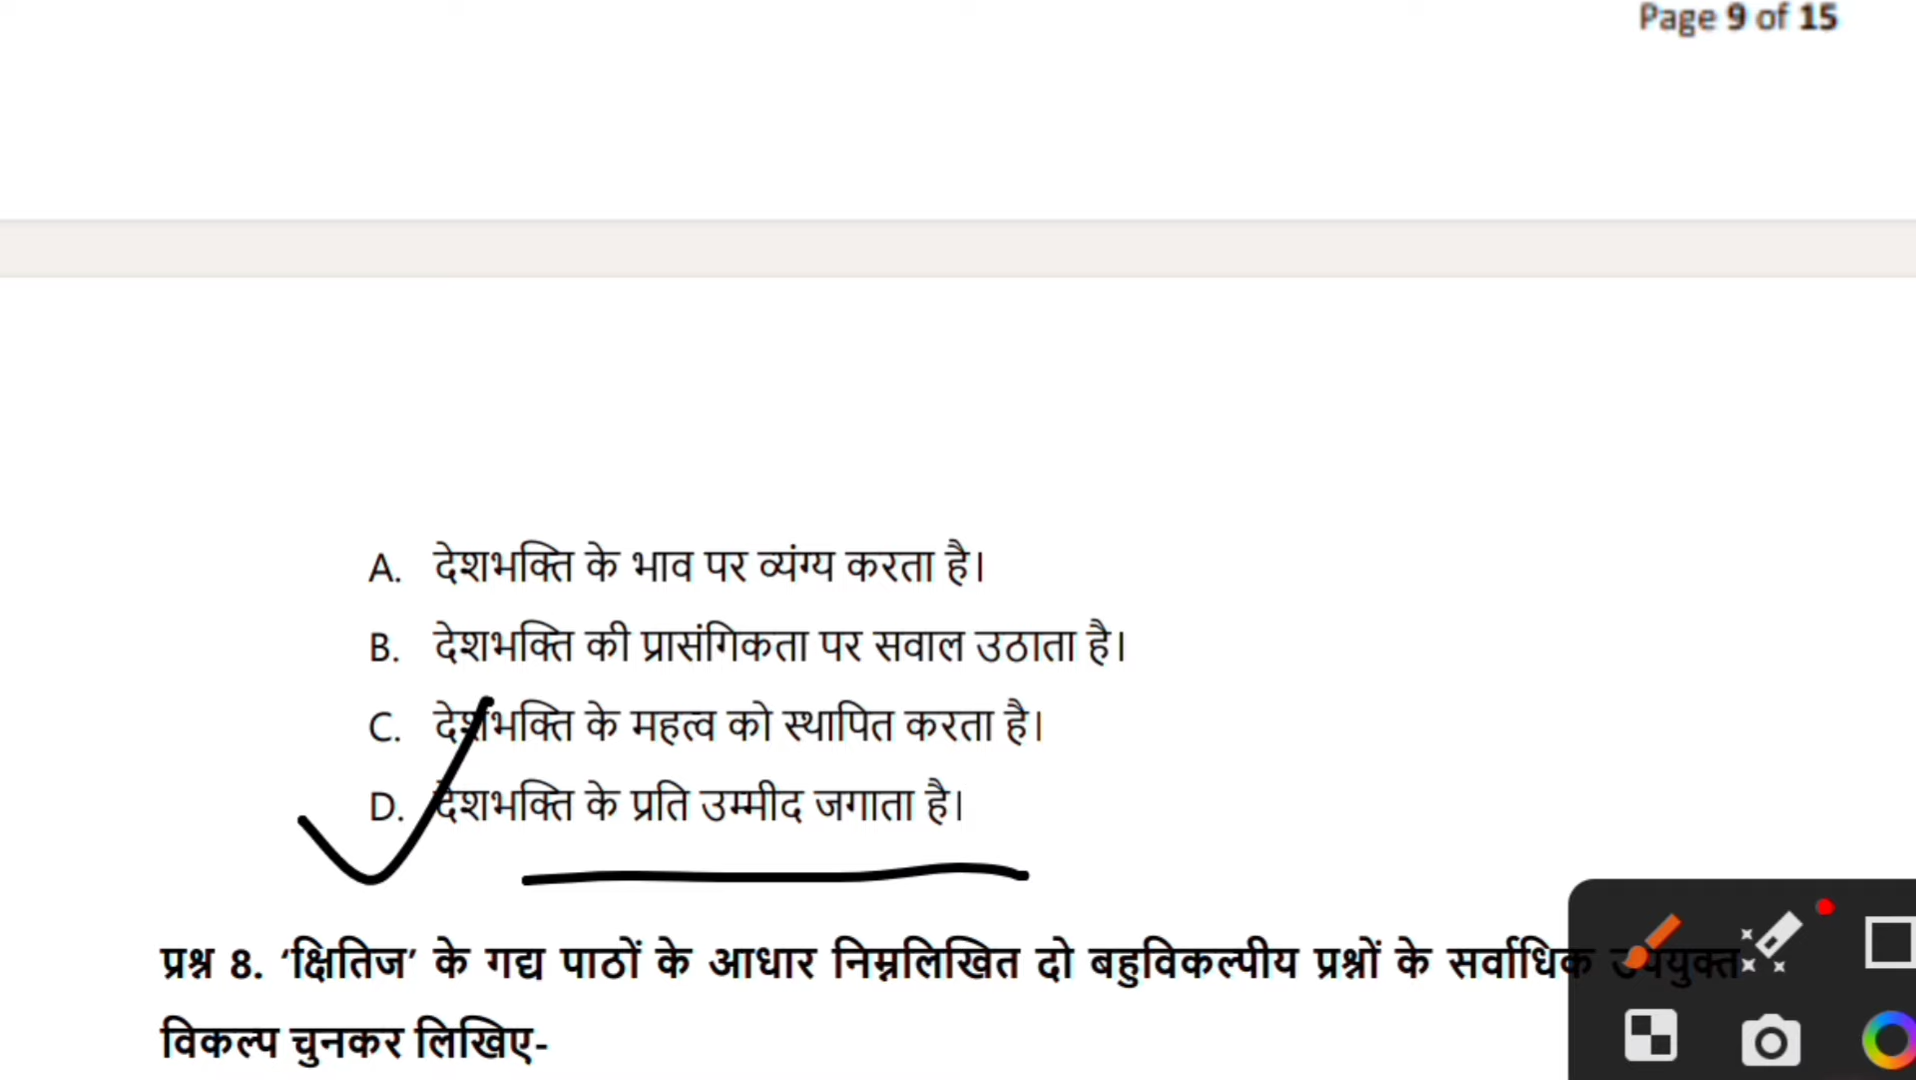 Page 9 of 15
A. देशभक्ति के भाव पर व्यंग्य करता है।
B. देशभक्ति की प्रासंगिकता पर सवाल उठाता है।
C. देशभक्ति के महत्व को स्थापित करता है।
D. देशभक्ति के प्रति उम्मीद जगाता है।
प्रश्न 8. ‘क्षितिज’ के गद्य पाठों के आधार निम्नलिखित दो बहुविकल्पीय प्रश्नों के सर्वाधिक उपयुक्त
विकल्प चुनकर लिखिए-